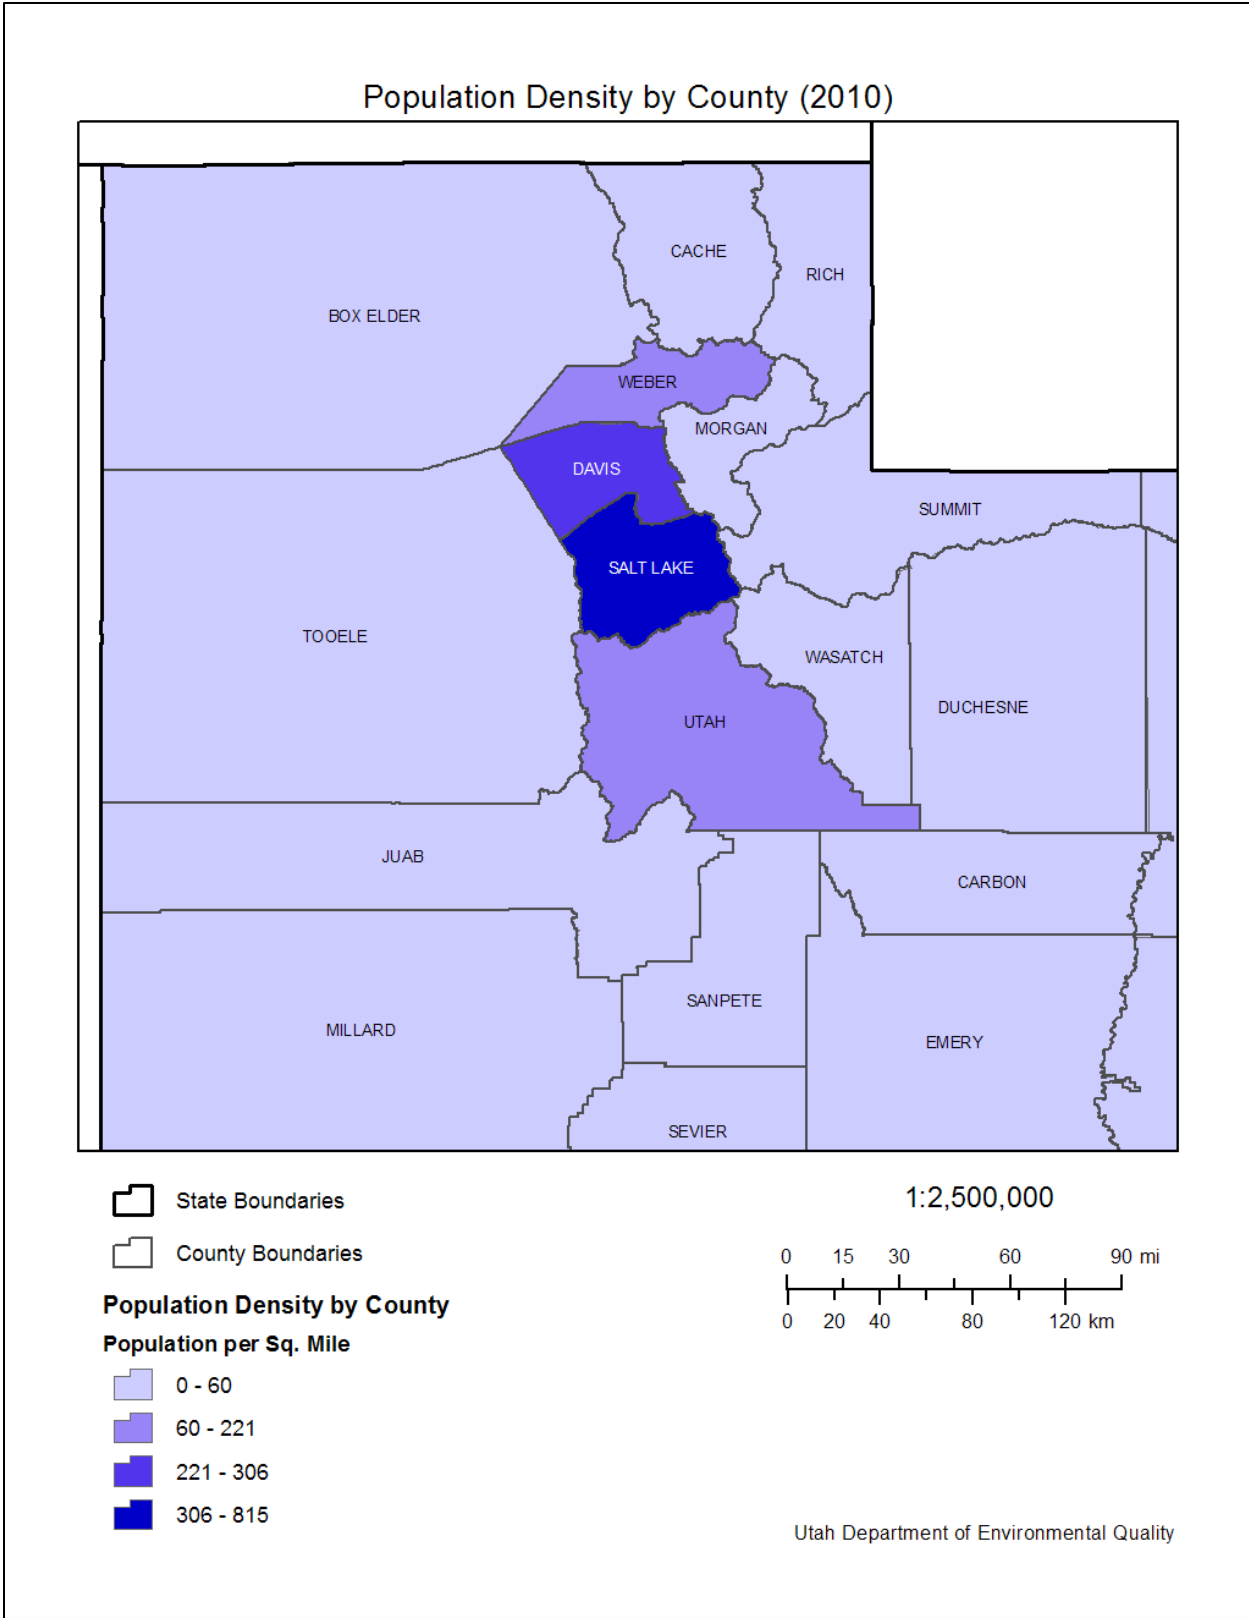 Population Density by County (2010)
CACHE
RICH
BOX ELDER
WEBER
MORGAN
DAVIS
SUMMIT
SALT LAKE
TOOELE
WASATCH
DUCHESNE
UTAH
JUAB
CARBON
SANPETE
MILLARD
EMERY
SEVIER
State Boundaries
County Boundaries
Population Density by County
Population per Sq. Mile
0 - 60
60 - 221
221 - 306
306 - 815
1:2,500,000
0 15 30 60 90 mi
0 20 40 80 120 km
Utah Department of Environmental Quality